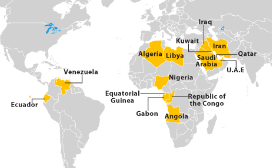 Iraq
Kuwait
Iran
Algeria
Libya
Qatar
Saudi
Arabia
U.A.E
Venezuela
Nigeria
Ecuador
Equatorial
Guinea
Republic of
the Congo
Gabon
Angola